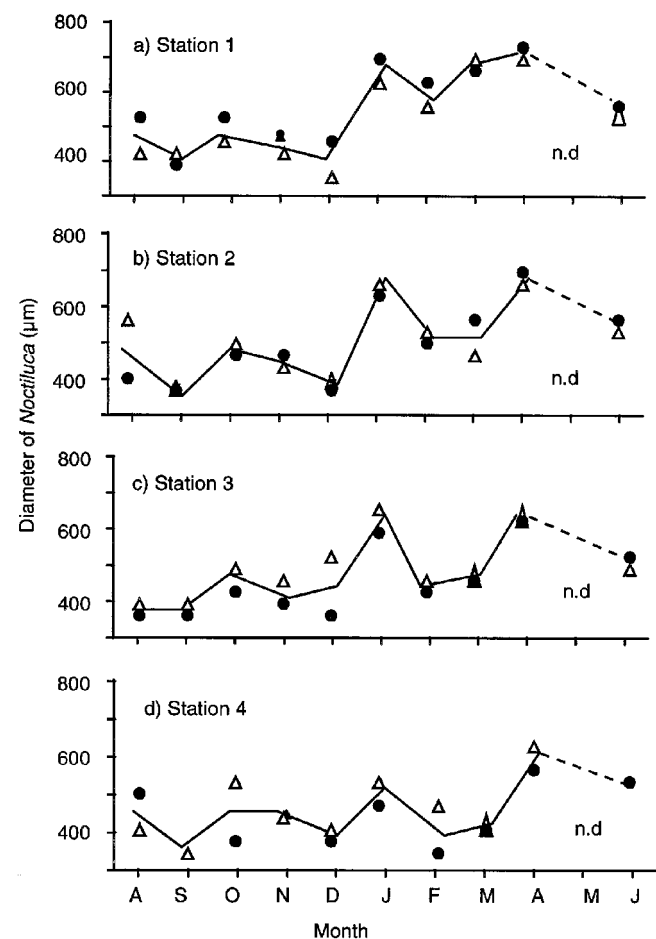 800
a) Station 1
600
400
n.d
800
b) Station 2
600
400
n.d
Diameter of Noctiluca (µm)
800
c) Station 3
600
400
n.d
800
d) Station 4
600
400
n.d
A S O N D J F M A M J
Month